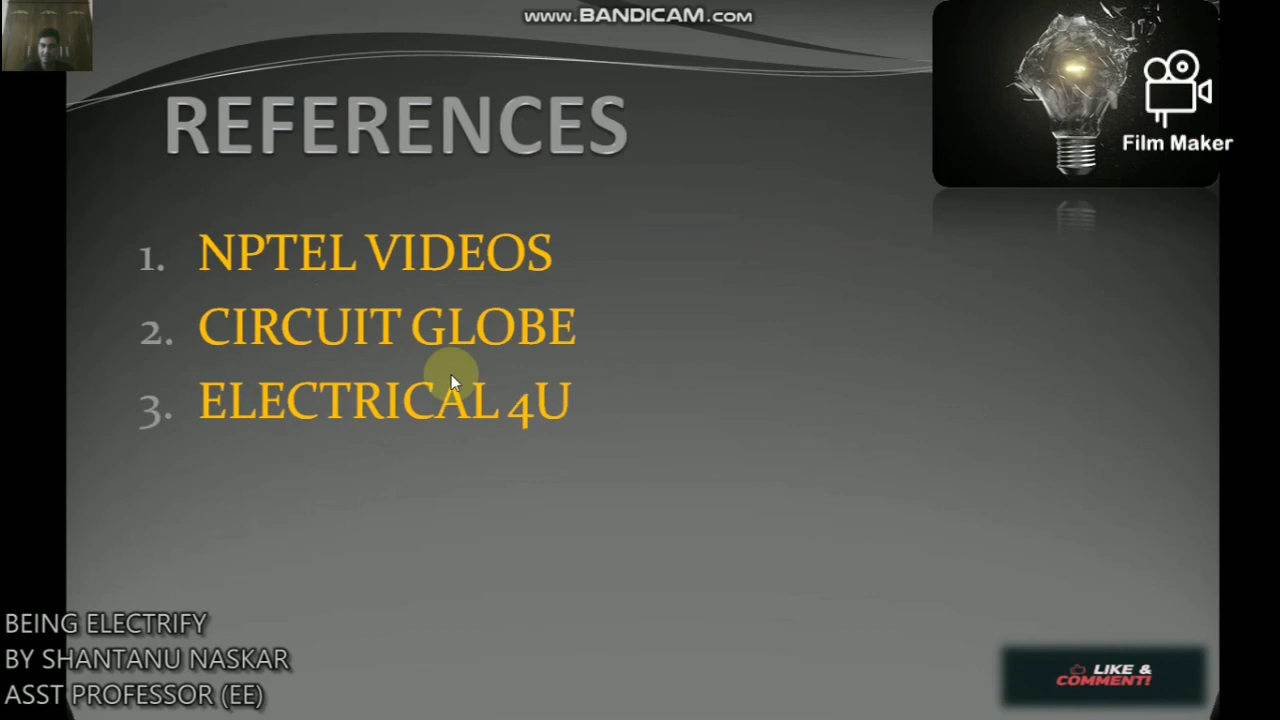 www.BANDICAM.com
Film Maker
REFERENCES
1. NPTEL VIDEOS
2. CIRCUIT GLOBE
3. ELECTRICAL 4U
BEING ELECTRIFY
BY SHANTANU NASKAR
ASST PROFESSOR (EE)
LIKE &
COMMENT!